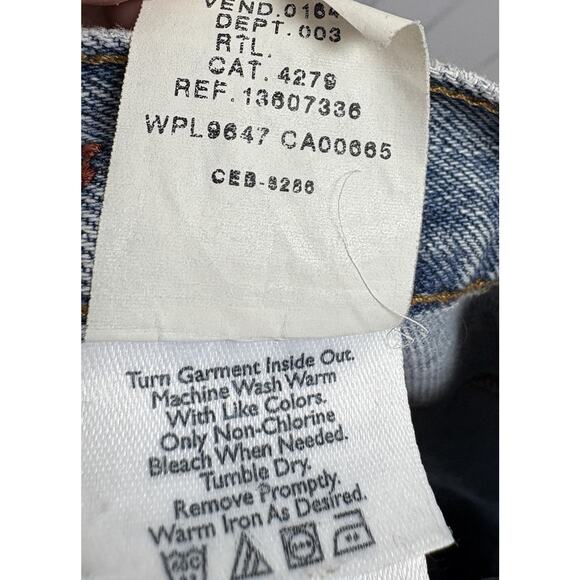 VEND.0164
DEPT.003
RTL.
CAT. 4279
REF. 13607336
WPL9647 CA00665
CEB-8286
Turn Garment Inside Out.
Machine Wash Warm
With Like Colors.
Only Non-Chlorine
Bleach When Needed.
Tumble Dry.
Remove Promptly.
Warm Iron As Desired.